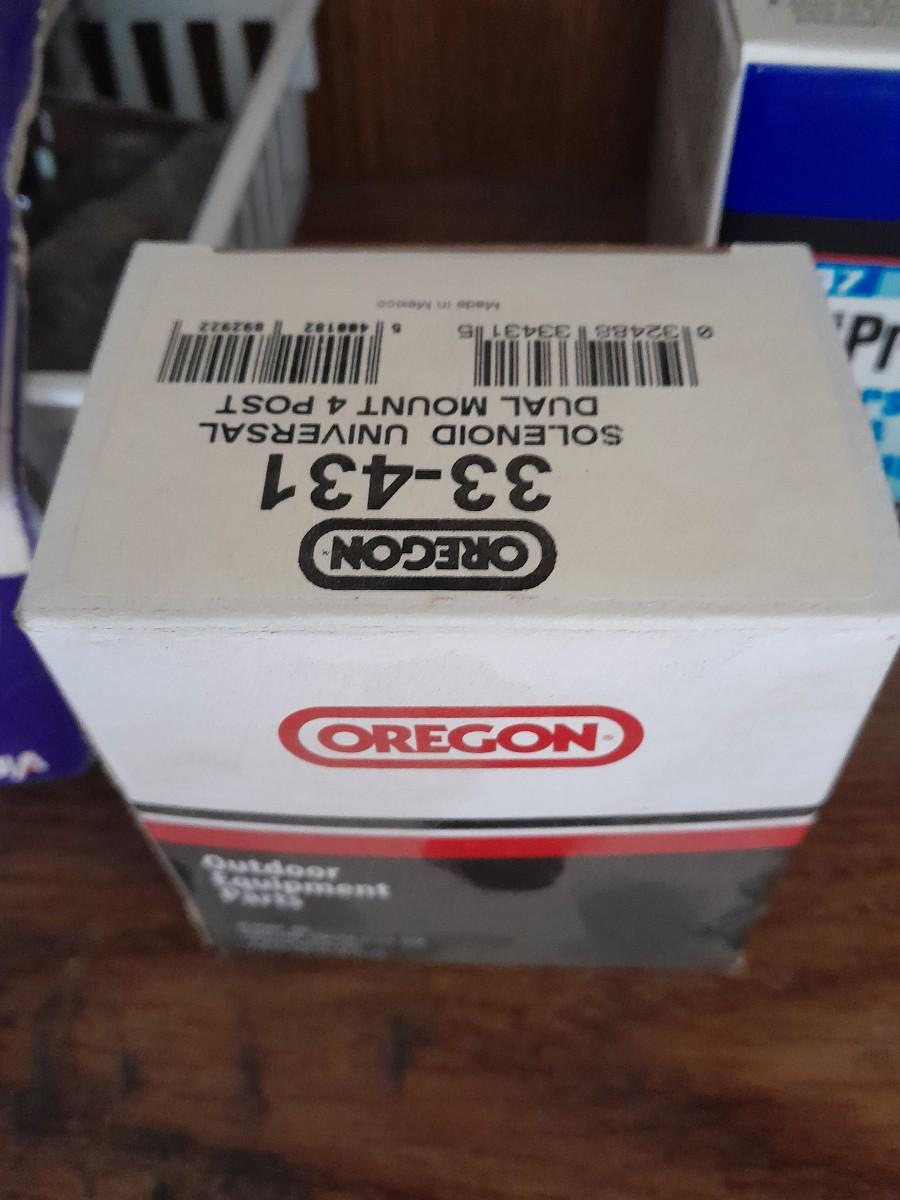 OREGON
33-431
SOLENOID UNIVERSAL
DUAL MOUNT 4 POST
0 32488 33431 5
5 400182 892922
Made in Mexico
OREGON
Outdoor
Equipment
Parts